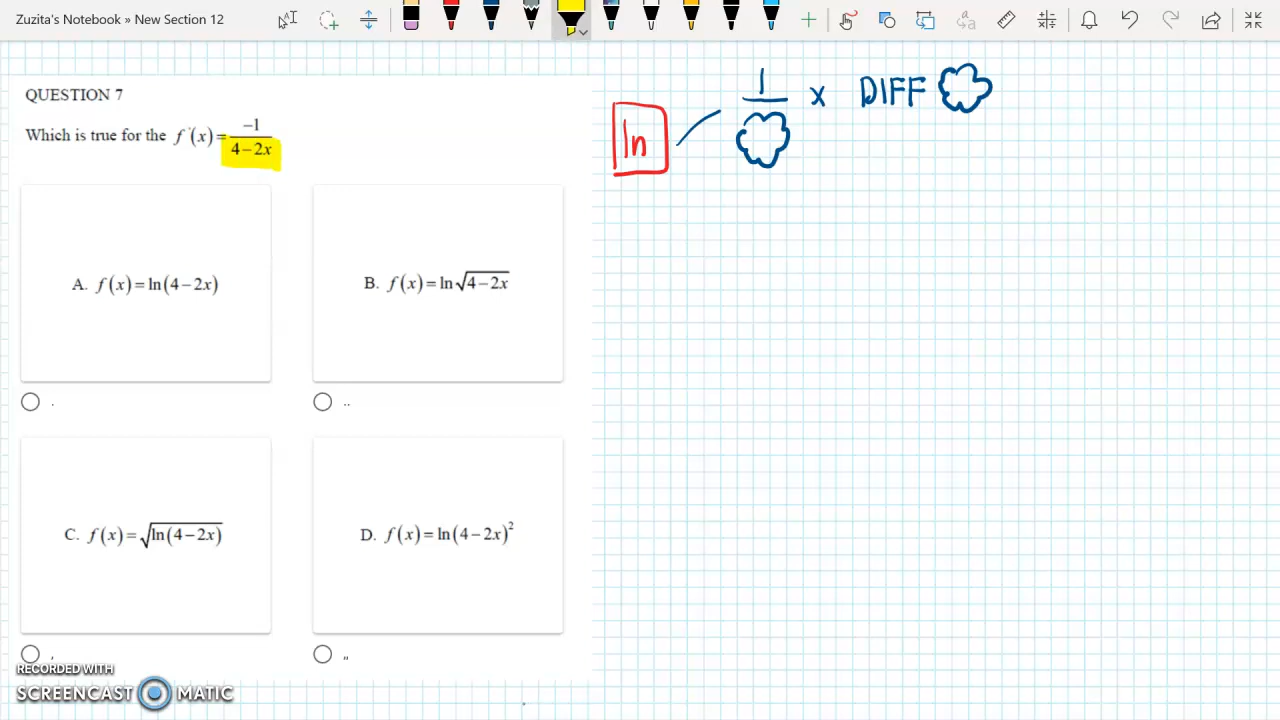 Zuzita's Notebook » New Section 12
QUESTION 7
Which is true for the f'(x) = -1 / (4-2x)
ln
1 / x DIFF
A. f(x) = ln(4-2x)
B. f(x) = ln√(4-2x)
.
..
C. f(x) = √(ln(4-2x))
D. f(x) = ln(4-2x)²
,
,,
RECORDED WITH
SCREENCAST MATIC